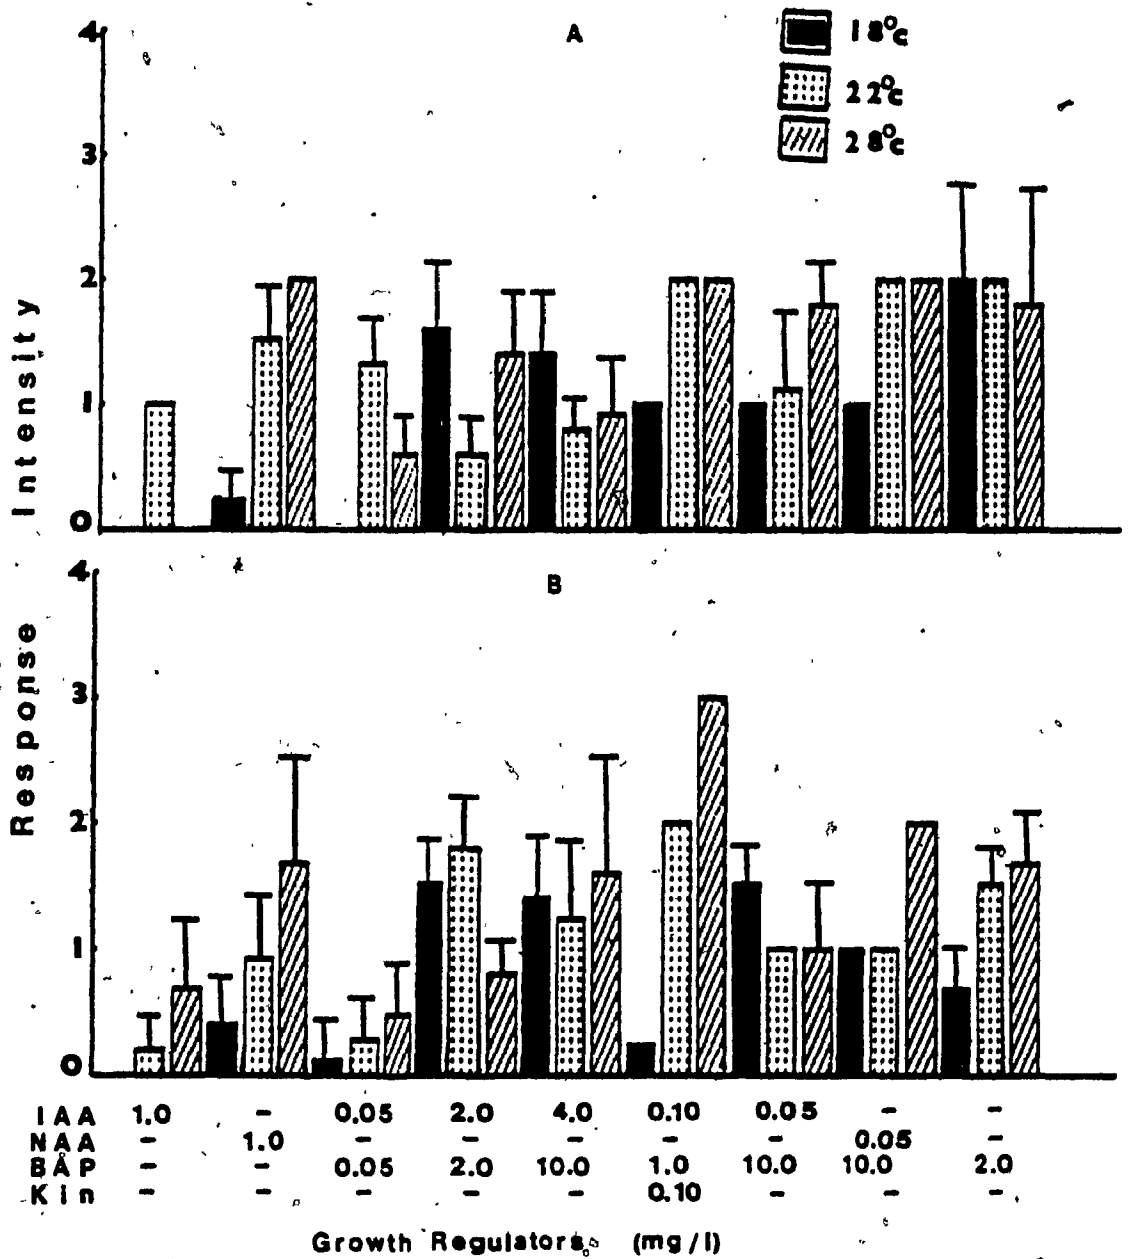 A
18°c
22°c
28°c
4
3
2
1
0
Intensity
B
4
3
2
1
0
Response
IAA 1.0 – 0.05 2.0 4.0 0.10 0.05 – –
NAA – 1.0 – – – – – 0.05 –
BAP – – 0.05 2.0 10.0 1.0 10.0 10.0 2.0
Kin – – – – – 0.10 – – –
Growth Regulators (mg/l)